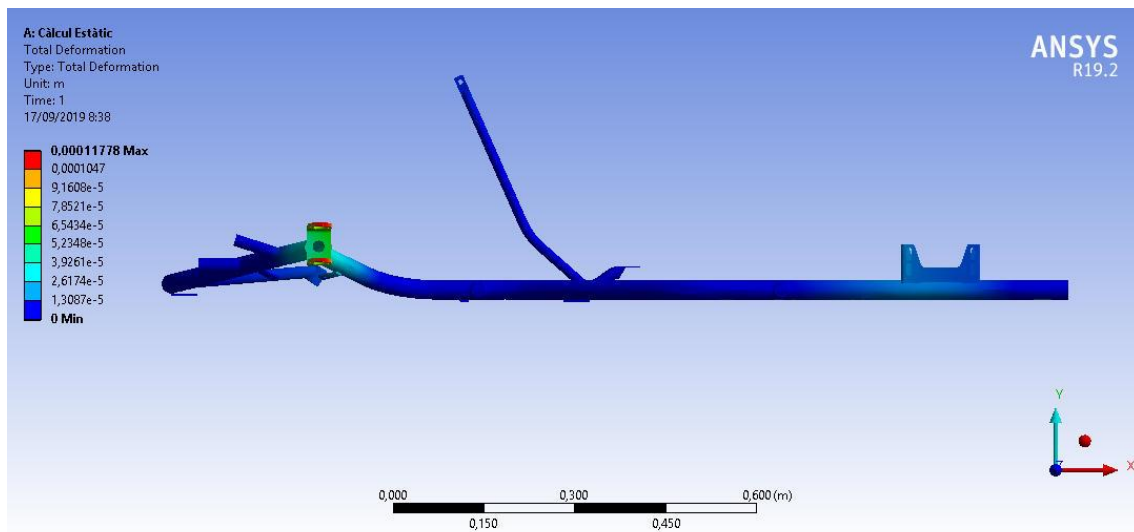 A: Càlcul Estàtic
Total Deformation
Type: Total Deformation
Unit: m
Time: 1
17/09/2019 8:38
0,00011778 Max
0,0001047
9,1608e-5
7,8521e-5
6,5434e-5
5,2348e-5
3,9261e-5
2,6174e-5
1,3087e-5
0 Min
ANSYS
R19.2
Y
Z
X
0,000
0,300
0,600 (m)
0,150
0,450